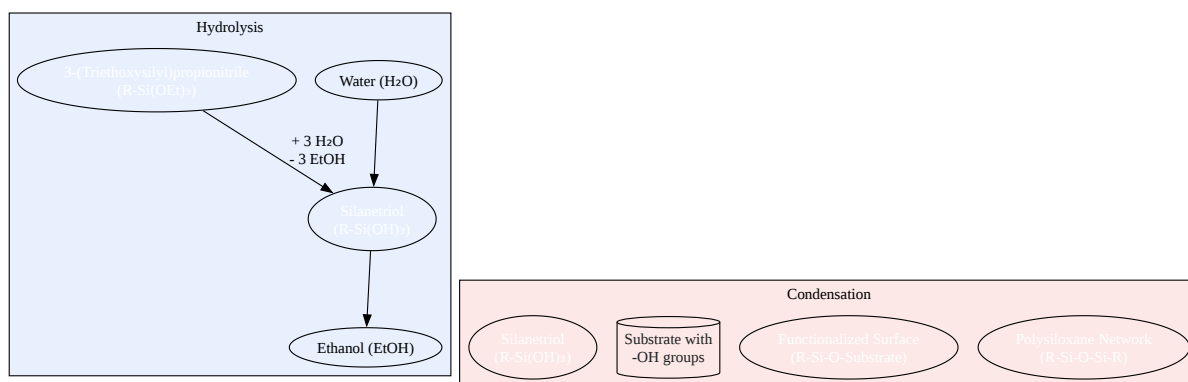 Hydrolysis
3-(Triethoxysilyl)propionitrile
(R-Si(OEt)₃)
Water (H₂O)
+ 3 H₂O
- 3 EtOH
Silanetriol
(R-Si(OH)₃)
Ethanol (EtOH)
Condensation
Silanetriol
(R-Si(OH)₃)
Substrate with
-OH groups
Functionalized Surface
(R-Si-O-Substrate)
Polysiloxane Network
(R-Si-O-Si-R)